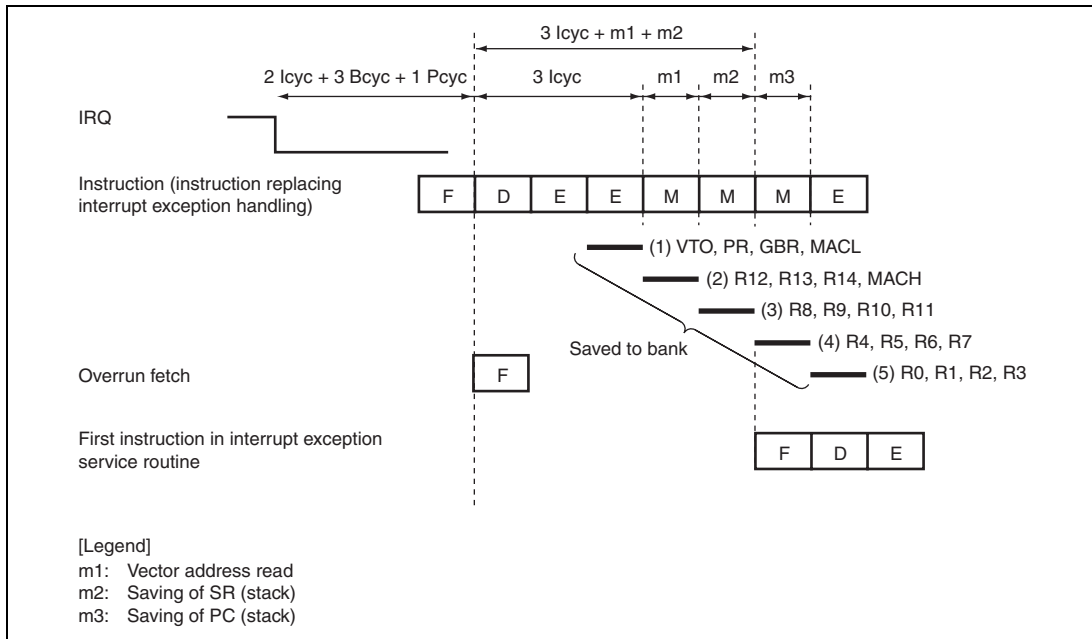 3 Icyc + m1 + m2
2 Icyc + 3 Bcyc + 1 Pcyc
3 Icyc
m1
m2
m3
IRQ
Instruction (instruction replacing
interrupt exception handling)
F D E E M M M E
(1) VTO, PR, GBR, MACL
(2) R12, R13, R14, MACH
(3) R8, R9, R10, R11
(4) R4, R5, R6, R7
(5) R0, R1, R2, R3
Saved to bank
Overrun fetch
F
First instruction in interrupt exception
service routine
F D E
[Legend]
m1: Vector address read
m2: Saving of SR (stack)
m3: Saving of PC (stack)